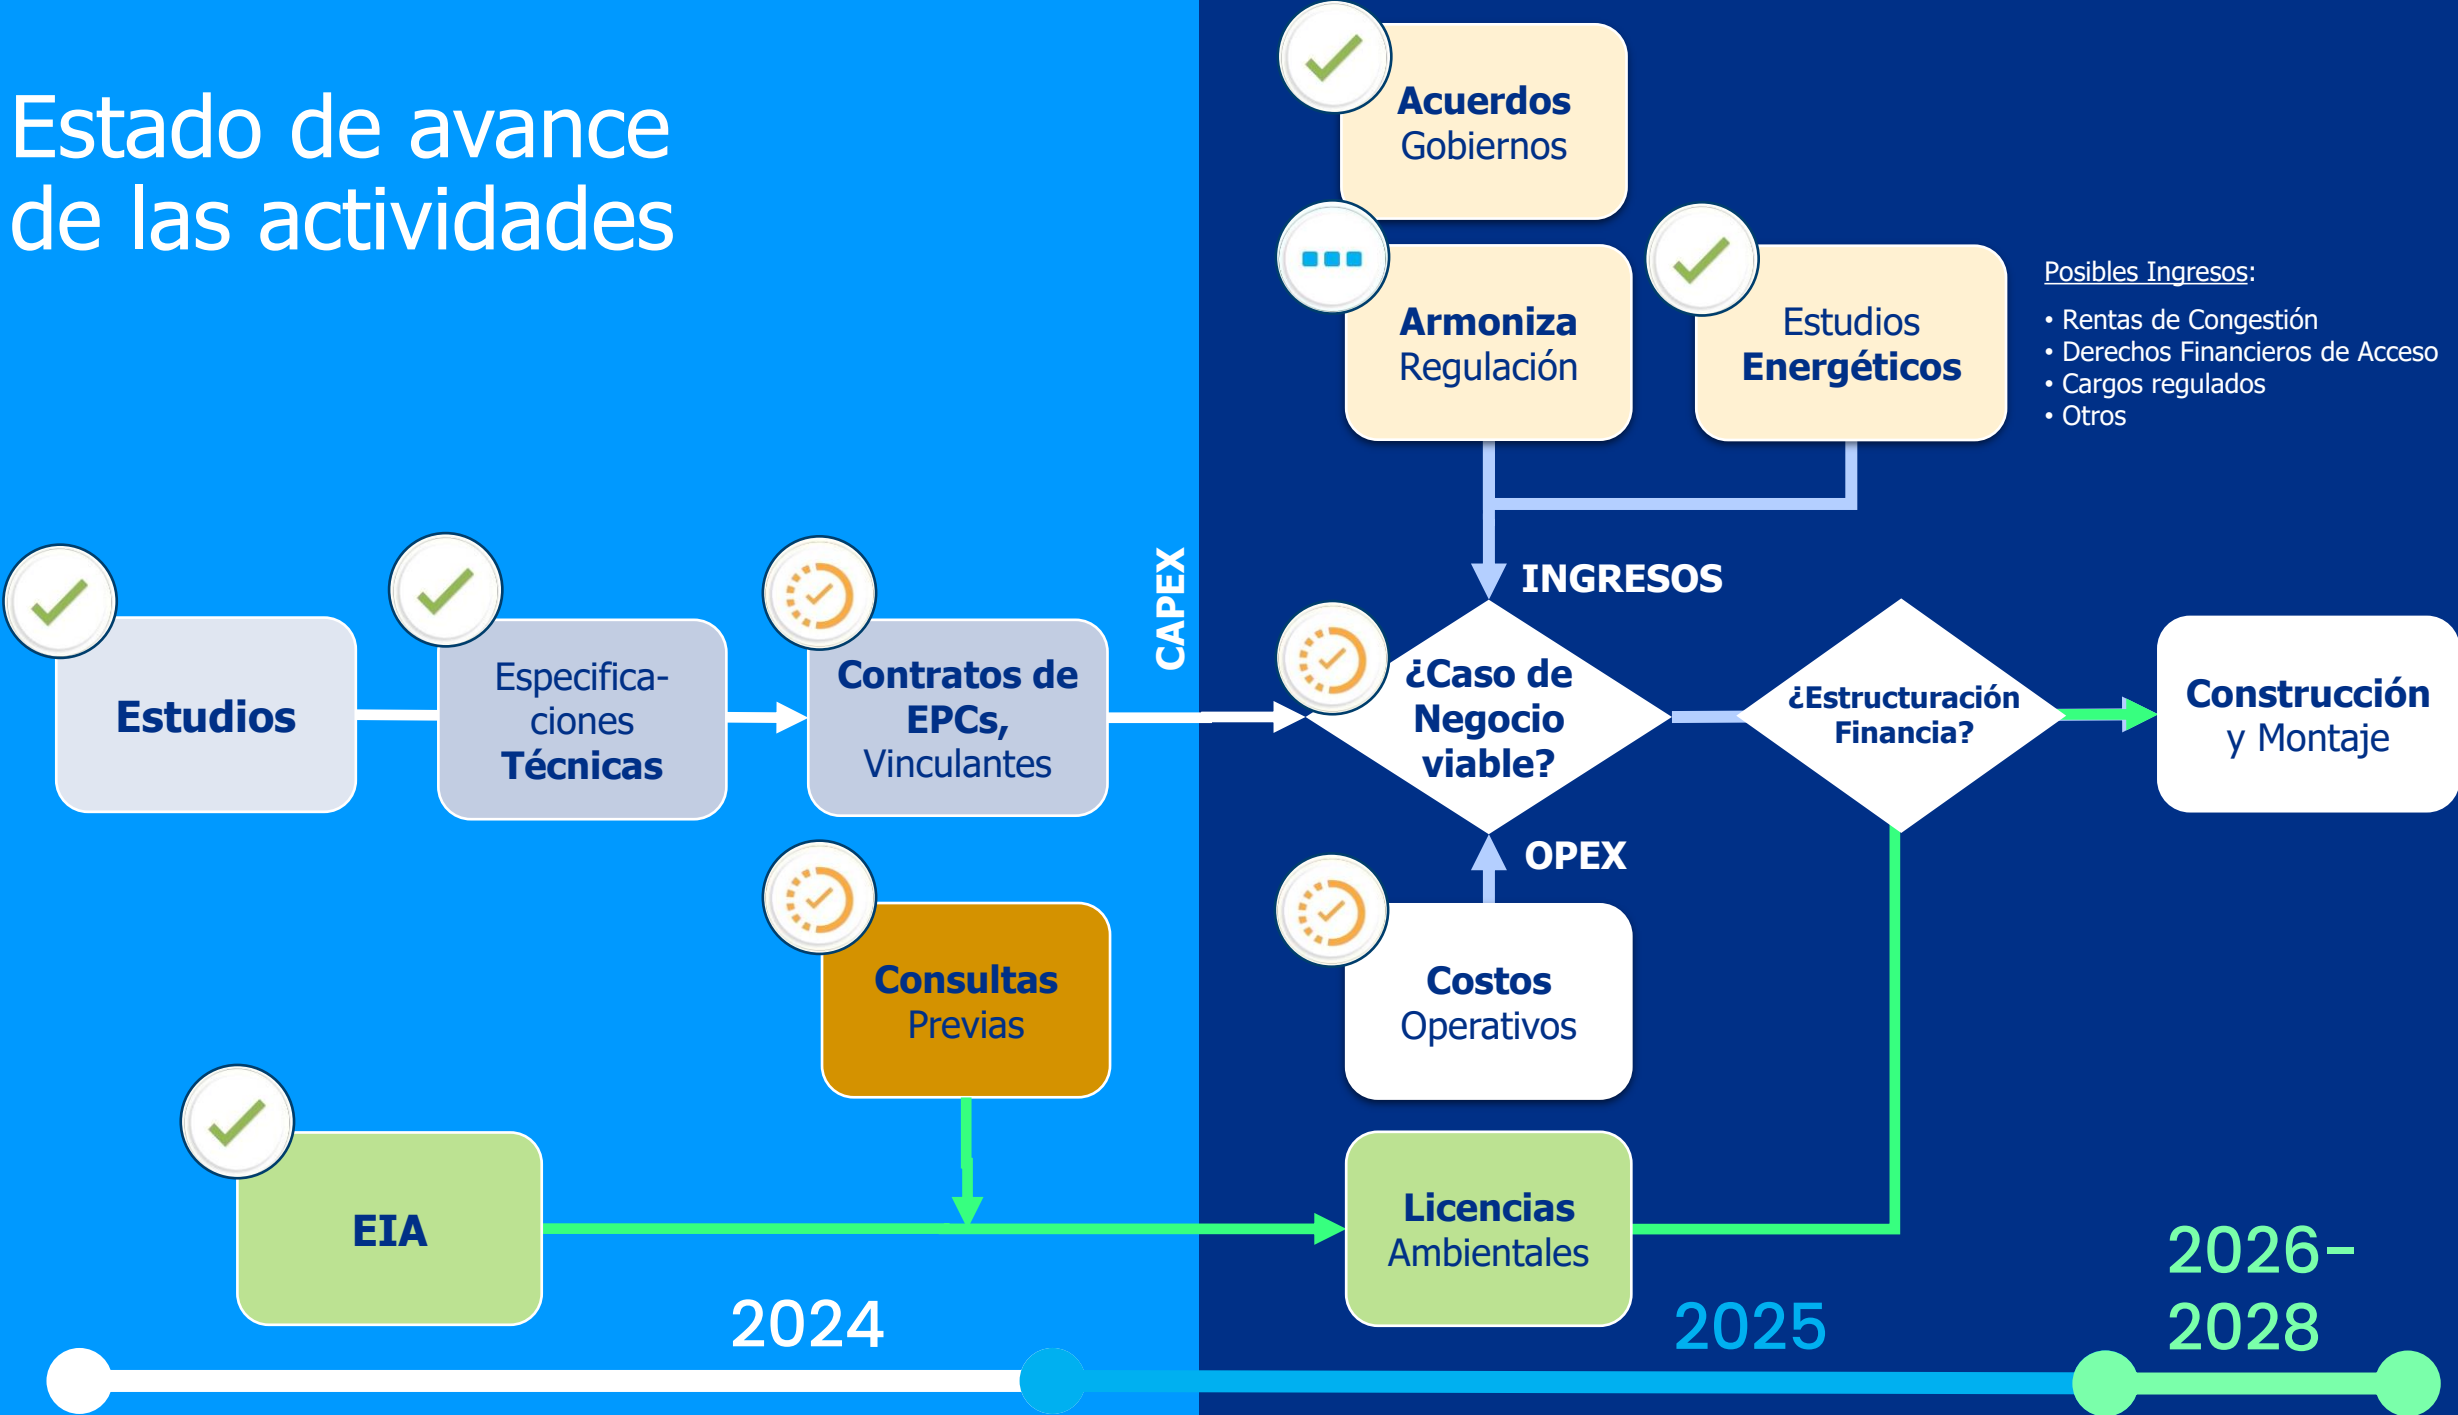 Estado de avance
de las actividades
Acuerdos
Gobiernos
Armoniza
Regulación
Estudios
Energéticos
Posibles Ingresos:
• Rentas de Congestión
• Derechos Financieros de Acceso
• Cargos regulados
• Otros
CAPEX
INGRESOS
Estudios
Especifica-
ciones
Técnicas
Contratos de
EPCs,
Vinculantes
¿Caso de
Negocio
viable?
¿Estructuración
Financia?
Construcción
y Montaje
OPEX
Consultas
Previas
Costos
Operativos
EIA
Licencias
Ambientales
2024
2025
2026-
2028